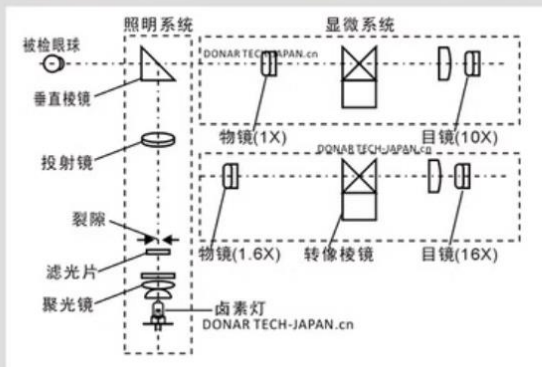 照明系统
显微系统
被检眼球
DONAR TECH-JAPAN.cn
垂直棱镜
物镜(1X)
目镜(10X)
DONAR TECH-JAPAN.cn
投射镜
裂隙
物镜(1.6X)
转像棱镜
目镜(16X)
滤光片
聚光镜
卤素灯
DONAR TECH-JAPAN.cn